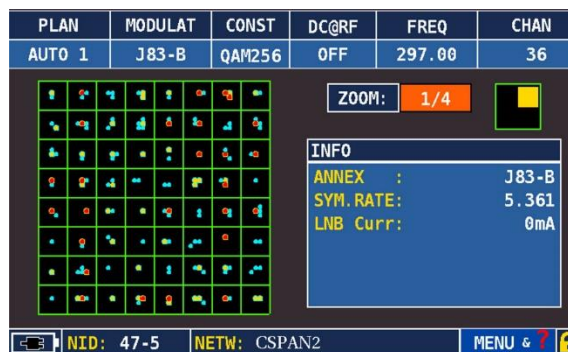 PLAN MODULAT CONST DC@RF FREQ CHAN
AUTO 1 J83-B QAM256 OFF 297.00 36
ZOOM: 1/4
INFO
ANNEX : J83-B
SYM.RATE: 5.361
LNB Curr: 0mA
NID: 47-5 NETW: CSPAN2 MENU & ?